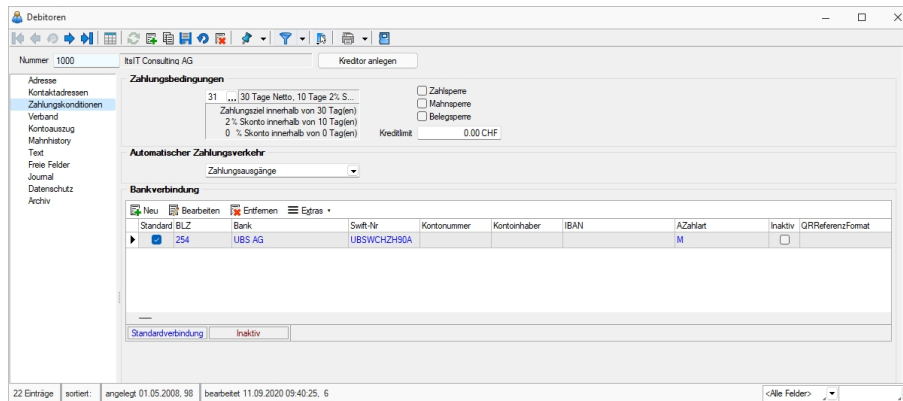 Debitoren
Nummer 1000 ItsIT Consulting AG Kreditor anlegen
Adresse
Kontaktadressen
Zahlungskonditionen
Verband
Kontoauszug
Mahnhistory
Text
Freie Felder
Journal
Datenschutz
Archiv
Zahlungsbedingungen
31 ... 30 Tage Netto, 10 Tage 2% S...
Zahlungsziel innerhalb von 30 Tag(en)
2 % Skonto innerhalb von 10 Tag(en)
0 % Skonto innerhalb von 0 Tag(en)
Zahlsperre
Mahnsperre
Belegsperre
Kreditlimit 0.00 CHF
Automatischer Zahlungsverkehr
Zahlungsausgänge
Bankverbindung
Neu Bearbeiten Entfernen Extras
Standard BLZ Bank Swift-Nr Kontonummer Kontoinhaber IBAN AZahlart Inaktiv QRReferenzFormat
254 UBS AG UBSWCHZH90A M
Standardverbindung Inaktiv
22 Einträge sortiert: angelegt 01.05.2008, 98 bearbeitet 11.09.2020 09:40:25, 6 <Alle Felder>